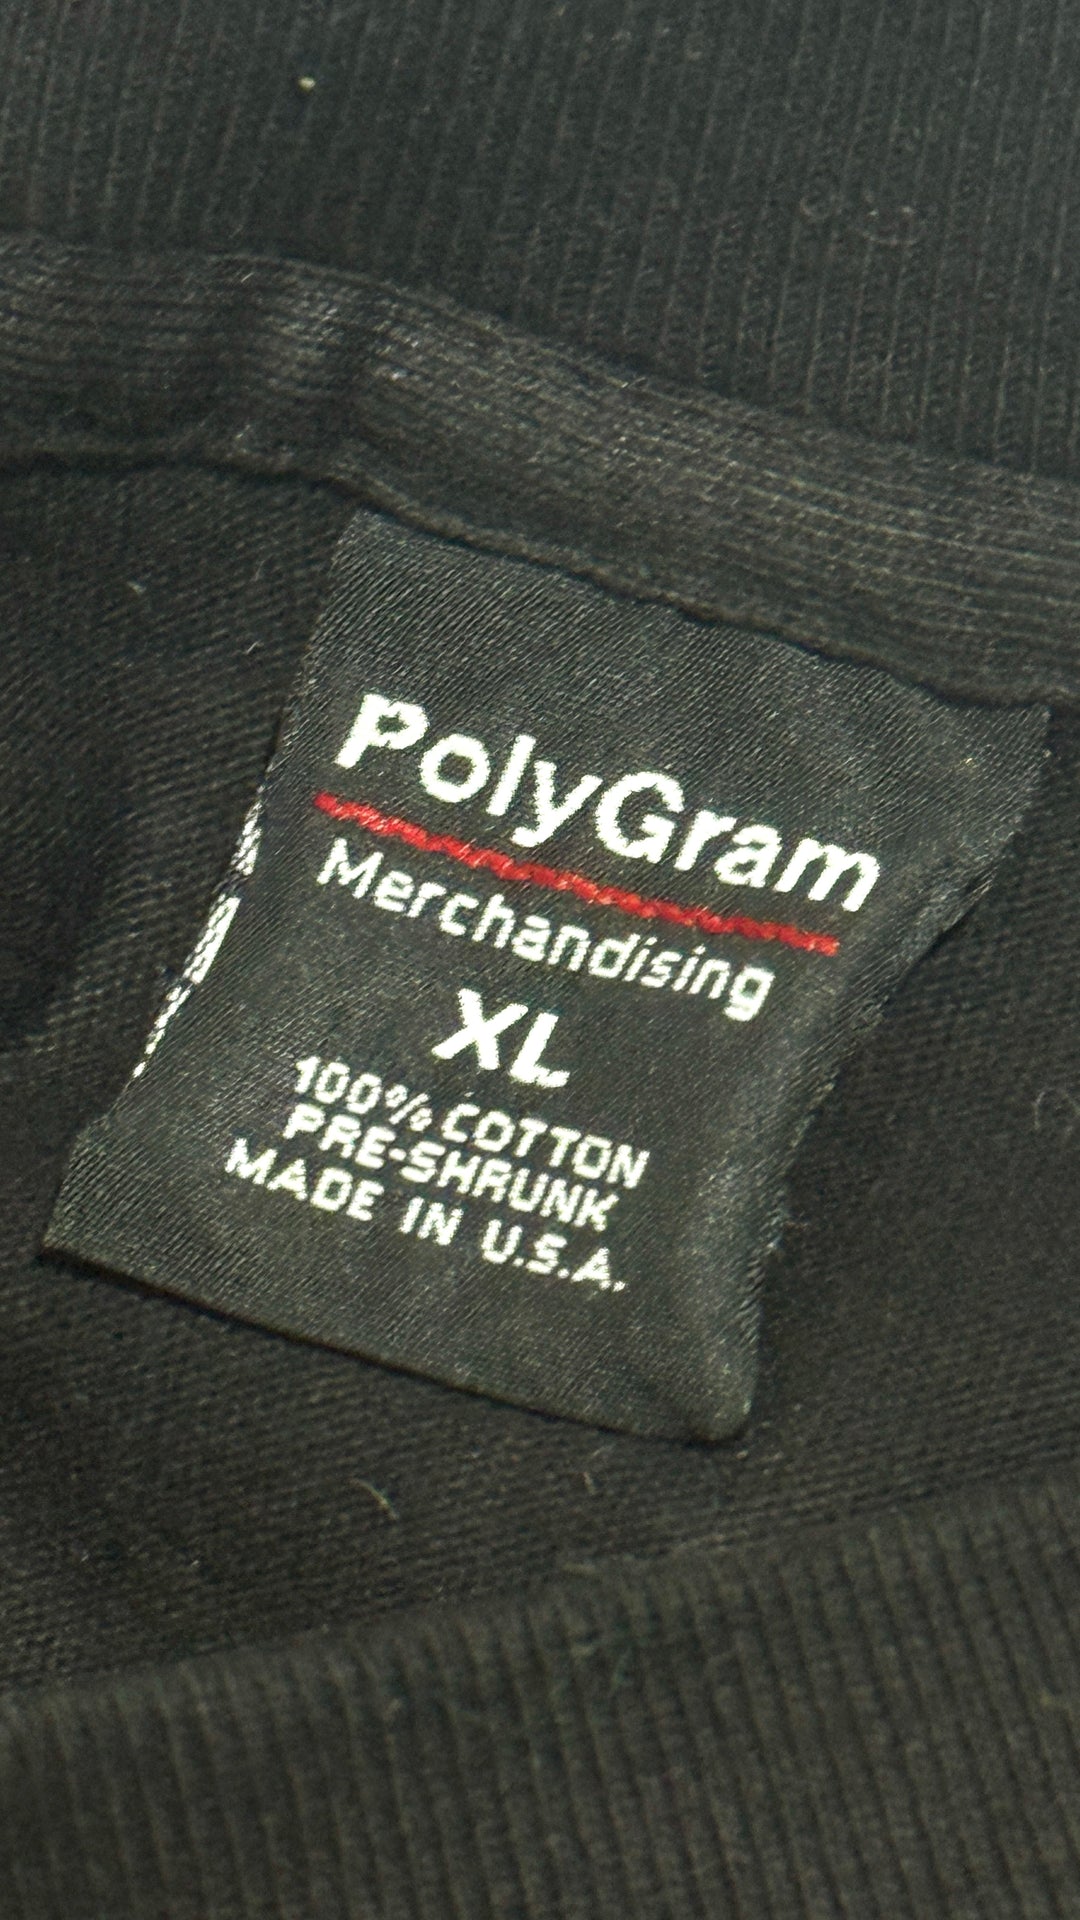 PolyGram
Merchandising
XL
100% COTTON
PRE-SHRUNK
MADE IN U.S.A.